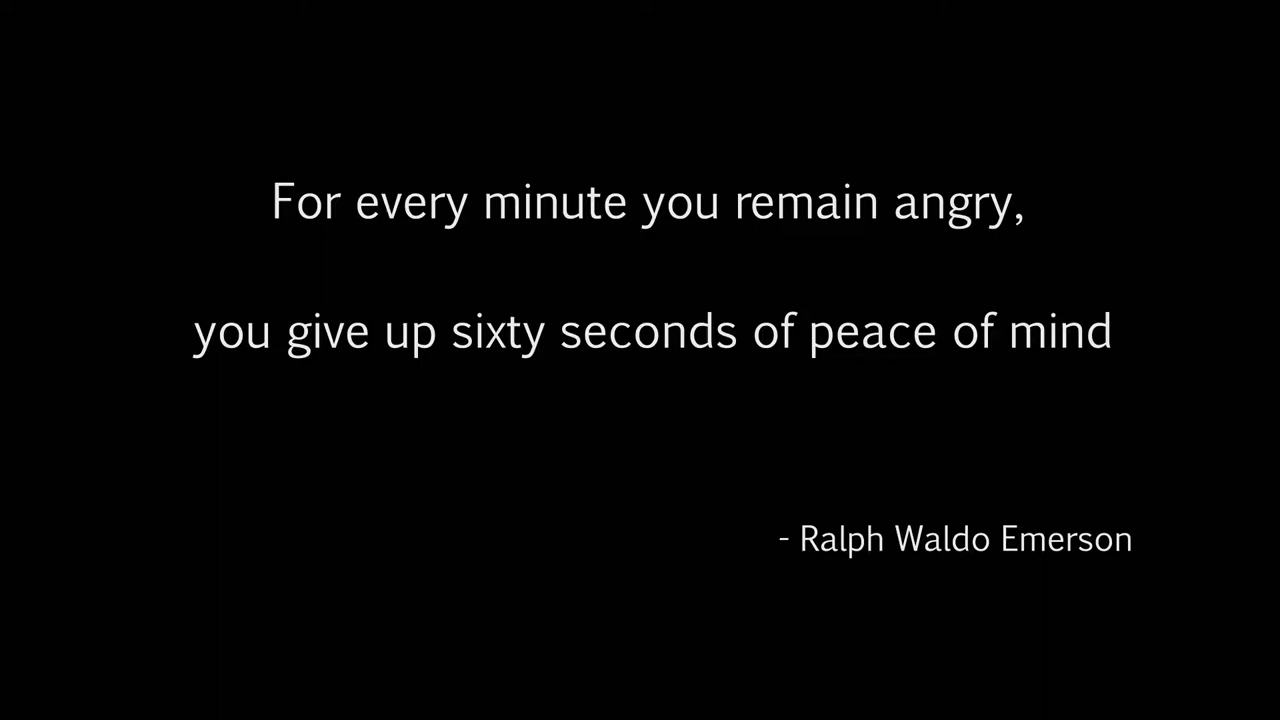 For every minute you remain angry,
you give up sixty seconds of peace of mind
- Ralph Waldo Emerson